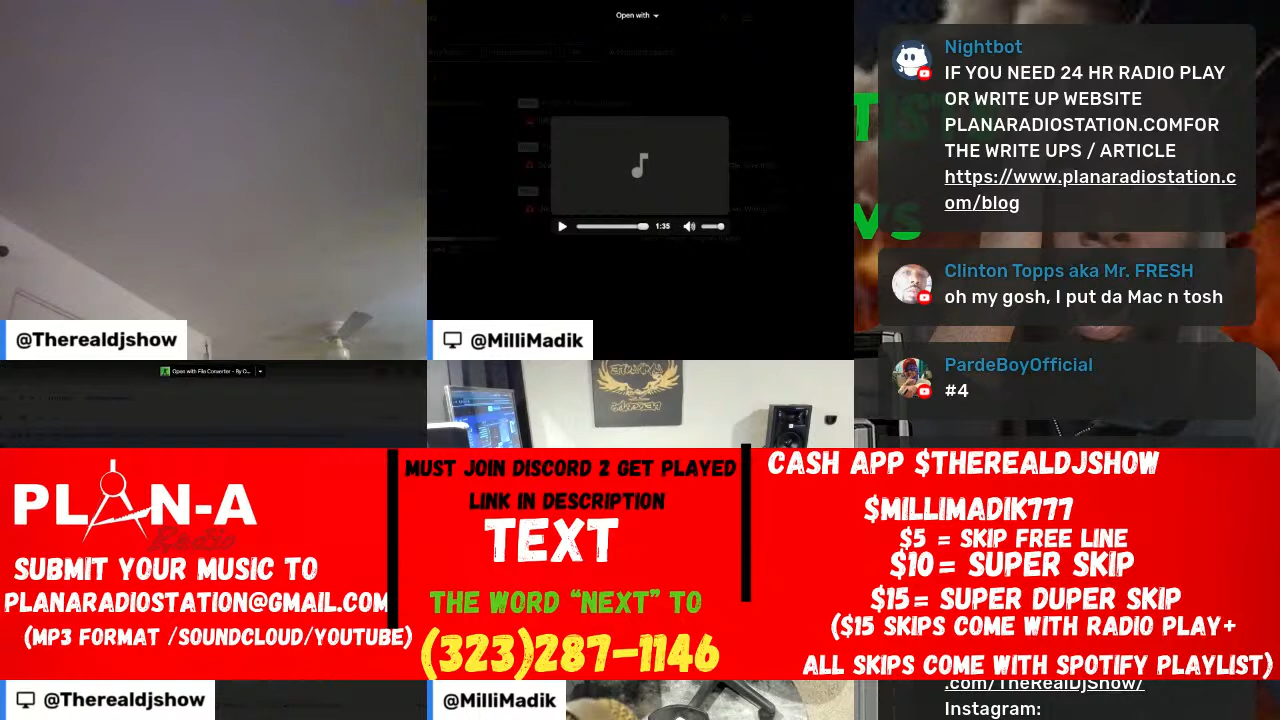 Open with
1:35
@Therealdjshow
@MilliMadik
Nightbot
IF YOU NEED 24 HR RADIO PLAY
OR WRITE UP WEBSITE
PLANARADIOSTATION.COMFOR
THE WRITE UPS / ARTICLE
https://www.planaradiostation.c
om/blog
Clinton Topps aka Mr. FRESH
oh my gosh, I put da Mac n tosh
PardeBoyOfficial
#4
Open with File Converter - By O...
PLAN-A
Radio
SUBMIT YOUR MUSIC TO
PLANARADIOSTATION@GMAIL.COM
(MP3 FORMAT /SOUNDCLOUD/YOUTUBE)
MUST JOIN DISCORD 2 GET PLAYED
LINK IN DESCRIPTION
TEXT
THE WORD “NEXT” TO
(323)287-1146
CASH APP $THEREALDJSHOW
$MILLIMADIK777
$5 = SKIP FREE LINE
$10 = SUPER SKIP
$15 = SUPER DUPER SKIP
($15 SKIPS COME WITH RADIO PLAY+
ALL SKIPS COME WITH SPOTIFY PLAYLIST)
@Therealdjshow
@MilliMadik
.com/TheRealDjShow/
Instagram: